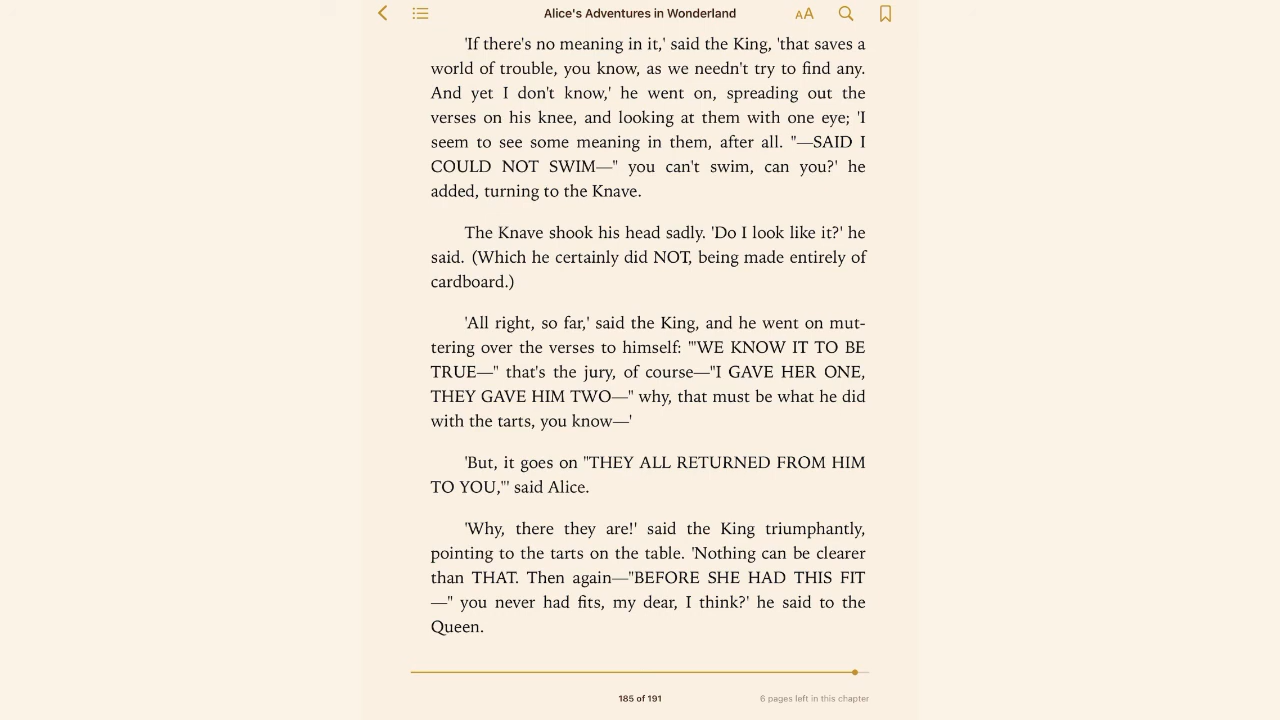 Alice's Adventures in Wonderland
AA
'If there's no meaning in it,' said the King, 'that saves a
world of trouble, you know, as we needn't try to find any.
And yet I don't know,' he went on, spreading out the
verses on his knee, and looking at them with one eye; 'I
seem to see some meaning in them, after all. "—SAID I
COULD NOT SWIM—" you can't swim, can you?' he
added, turning to the Knave.
The Knave shook his head sadly. 'Do I look like it?' he
said. (Which he certainly did NOT, being made entirely of
cardboard.)
'All right, so far,' said the King, and he went on mut-
tering over the verses to himself: '"WE KNOW IT TO BE
TRUE—" that's the jury, of course—"I GAVE HER ONE,
THEY GAVE HIM TWO—" why, that must be what he did
with the tarts, you know—'
'But, it goes on "THEY ALL RETURNED FROM HIM
TO YOU,"' said Alice.
'Why, there they are!' said the King triumphantly,
pointing to the tarts on the table. 'Nothing can be clearer
than THAT. Then again—"BEFORE SHE HAD THIS FIT
—" you never had fits, my dear, I think?' he said to the
Queen.
185 of 191
6 pages left in this chapter